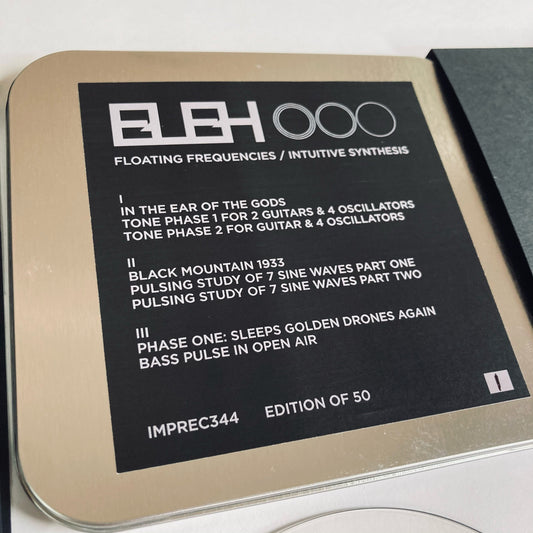 ELEH
FLOATING FREQUENCIES / INTUITIVE SYNTHESIS
I
IN THE EAR OF THE GODS
TONE PHASE 1 FOR 2 GUITARS & 4 OSCILLATORS
TONE PHASE 2 FOR GUITAR & 4 OSCILLATORS
II
BLACK MOUNTAIN 1933
PULSING STUDY OF 7 SINE WAVES PART ONE
PULSING STUDY OF 7 SINE WAVES PART TWO
III
PHASE ONE: SLEEPS GOLDEN DRONES AGAIN
BASS PULSE IN OPEN AIR
IMPREC344 EDITION OF 50